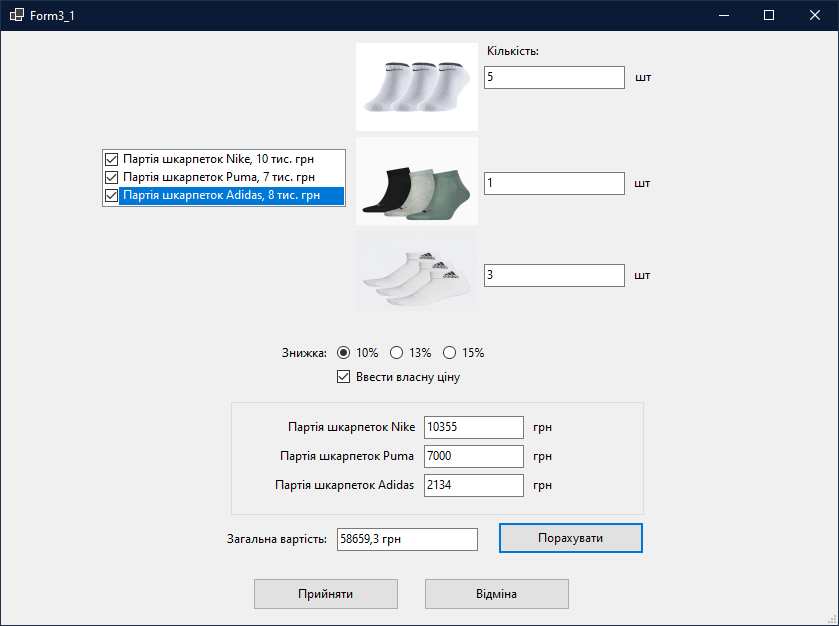 Form3_1
Кількість:
5 шт
Партія шкарпеток Nike, 10 тис. грн
Партія шкарпеток Puma, 7 тис. грн
Партія шкарпеток Adidas, 8 тис. грн
1 шт
3 шт
Знижка: 10% 13% 15%
Ввести власну ціну
Партія шкарпеток Nike 10355 грн
Партія шкарпеток Puma 7000 грн
Партія шкарпеток Adidas 2134 грн
Загальна вартість: 58659,3 грн Порахувати
Прийняти Відміна